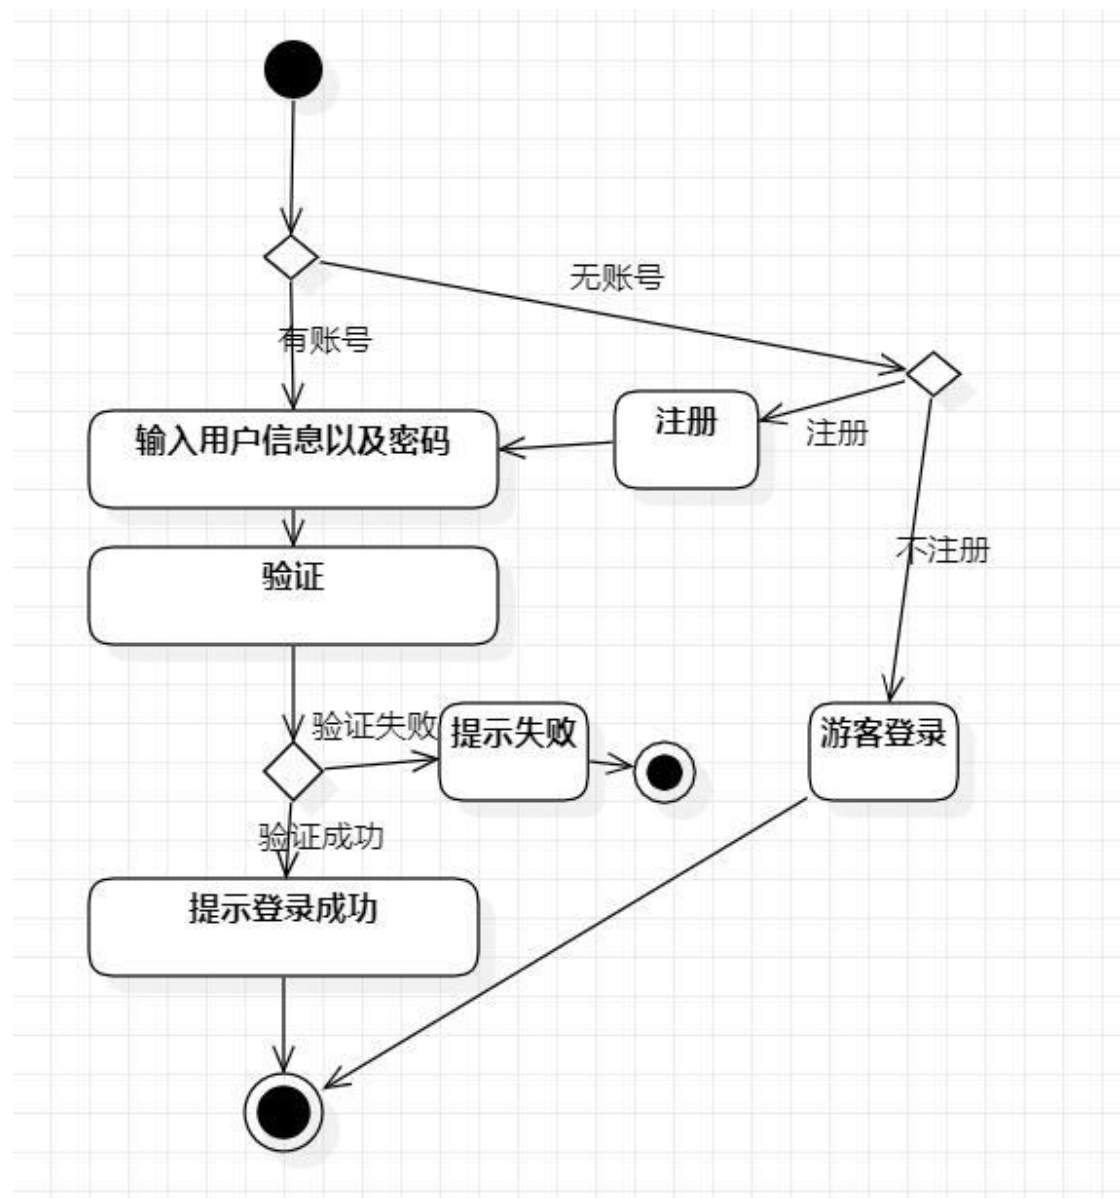 无账号
有账号
注册
输入用户信息以及密码
注册
不注册
验证
验证失败
提示失败
游客登录
验证成功
提示登录成功